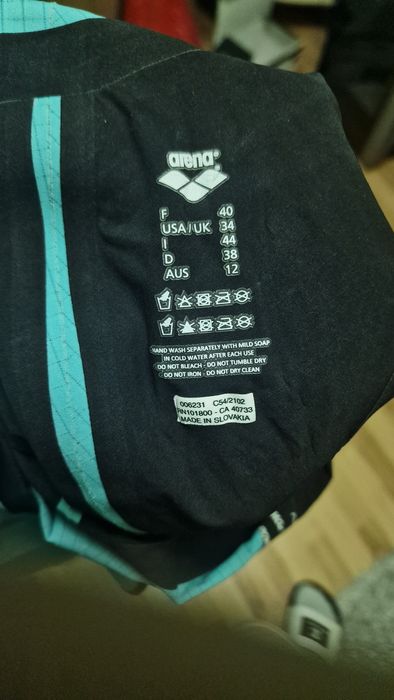 arena
F 40
USA/UK 34
I 44
D 38
AUS 12
HAND WASH SEPARATELY WITH MILD SOAP
IN COLD WATER AFTER EACH USE
DO NOT BLEACH - DO NOT TUMBLE DRY
DO NOT IRON - DO NOT DRY CLEAN
006231 C54/2102
RN101800 - CA 40733
MADE IN SLOVAKIA